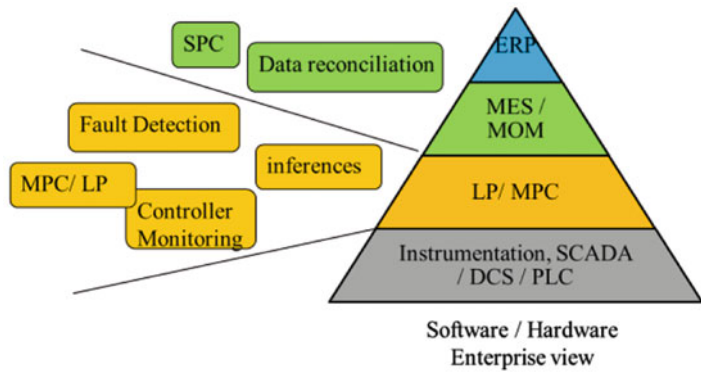 SPC
Data reconciliation
Fault Detection
inferences
MPC/ LP
Controller
Monitoring
ERP
MES /
MOM
LP/ MPC
Instrumentation, SCADA
/ DCS / PLC
Software / Hardware
Enterprise view